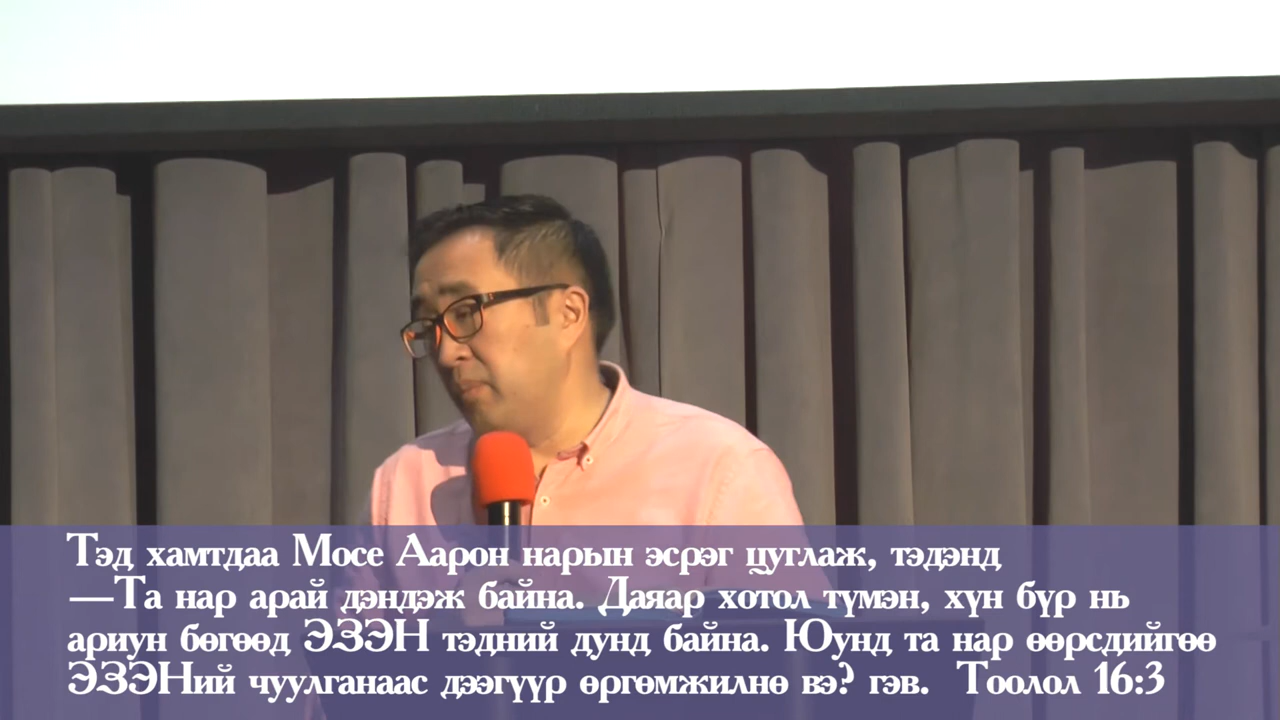 Тэд хамтдаа Мосе Аарон нарын эсрэг цуглаж, тэдэнд
—Та нар арай дэндэж байна. Даяар хотол түмэн, хүн бүр нь
ариун бөгөөд ЭЗЭН тэдний дунд байна. Юунд та нар өөрсдийгөө
ЭЗЭНий чуулганаас дээгүүр өргөмжилнө вэ? гэв. Тоолол 16:3